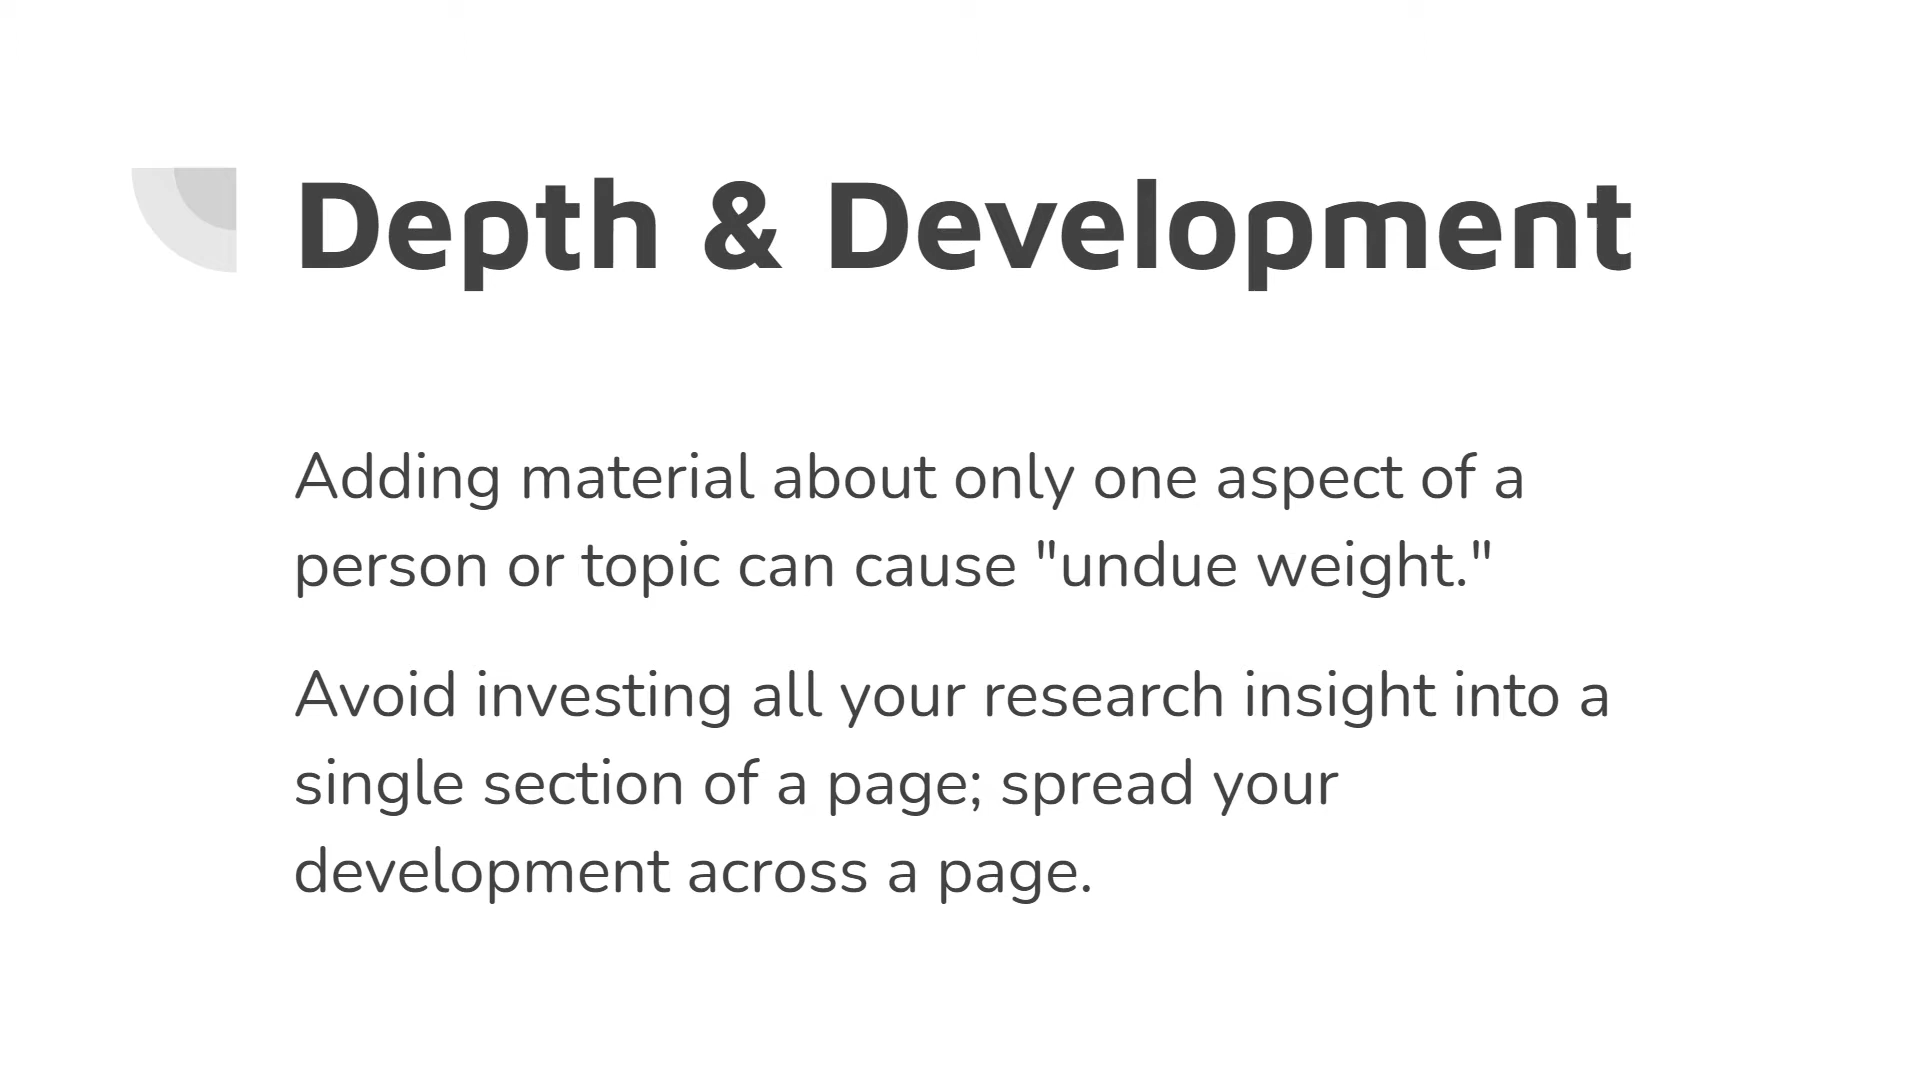 Depth & Development
Adding material about only one aspect of a
person or topic can cause "undue weight."
Avoid investing all your research insight into a
single section of a page; spread your
development across a page.